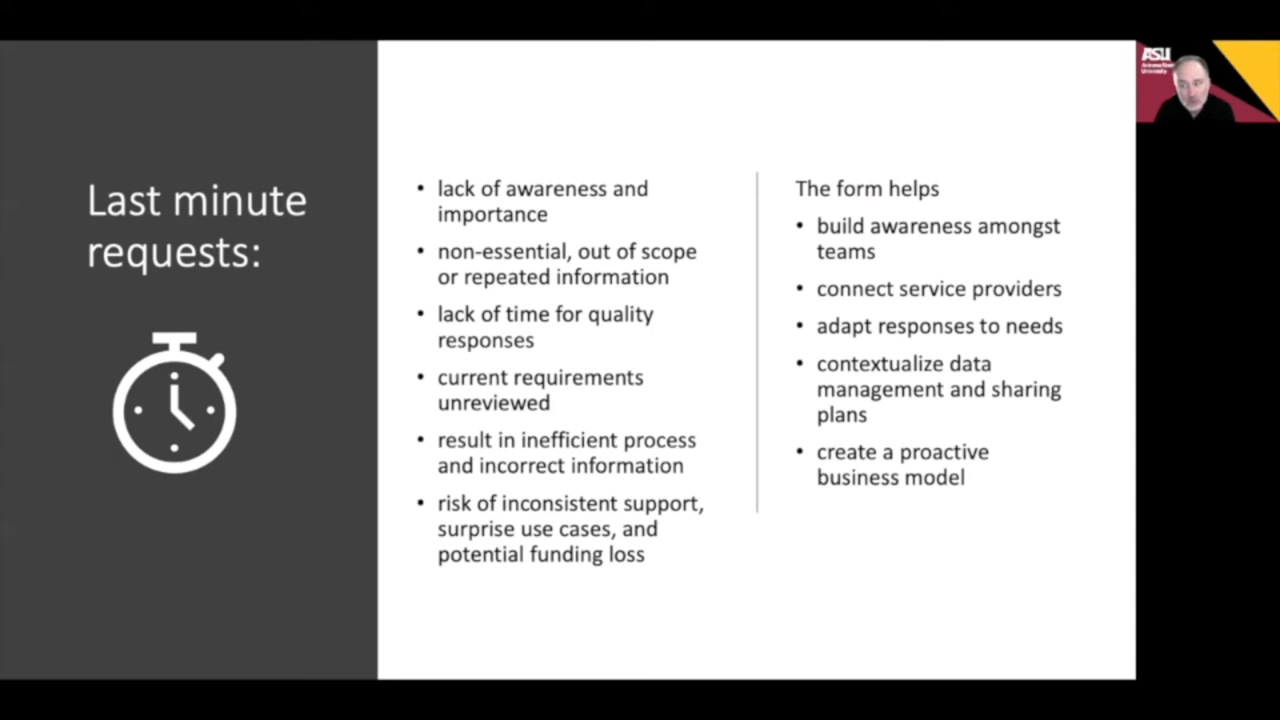 Last minute
requests:
• lack of awareness and
importance
• non-essential, out of scope
or repeated information
• lack of time for quality
responses
• current requirements
unreviewed
• result in inefficient process
and incorrect information
• risk of inconsistent support,
surprise use cases, and
potential funding loss
The form helps
• build awareness amongst
teams
• connect service providers
• adapt responses to needs
• contextualize data
management and sharing
plans
• create a proactive
business model
ASU
Arizona State
University